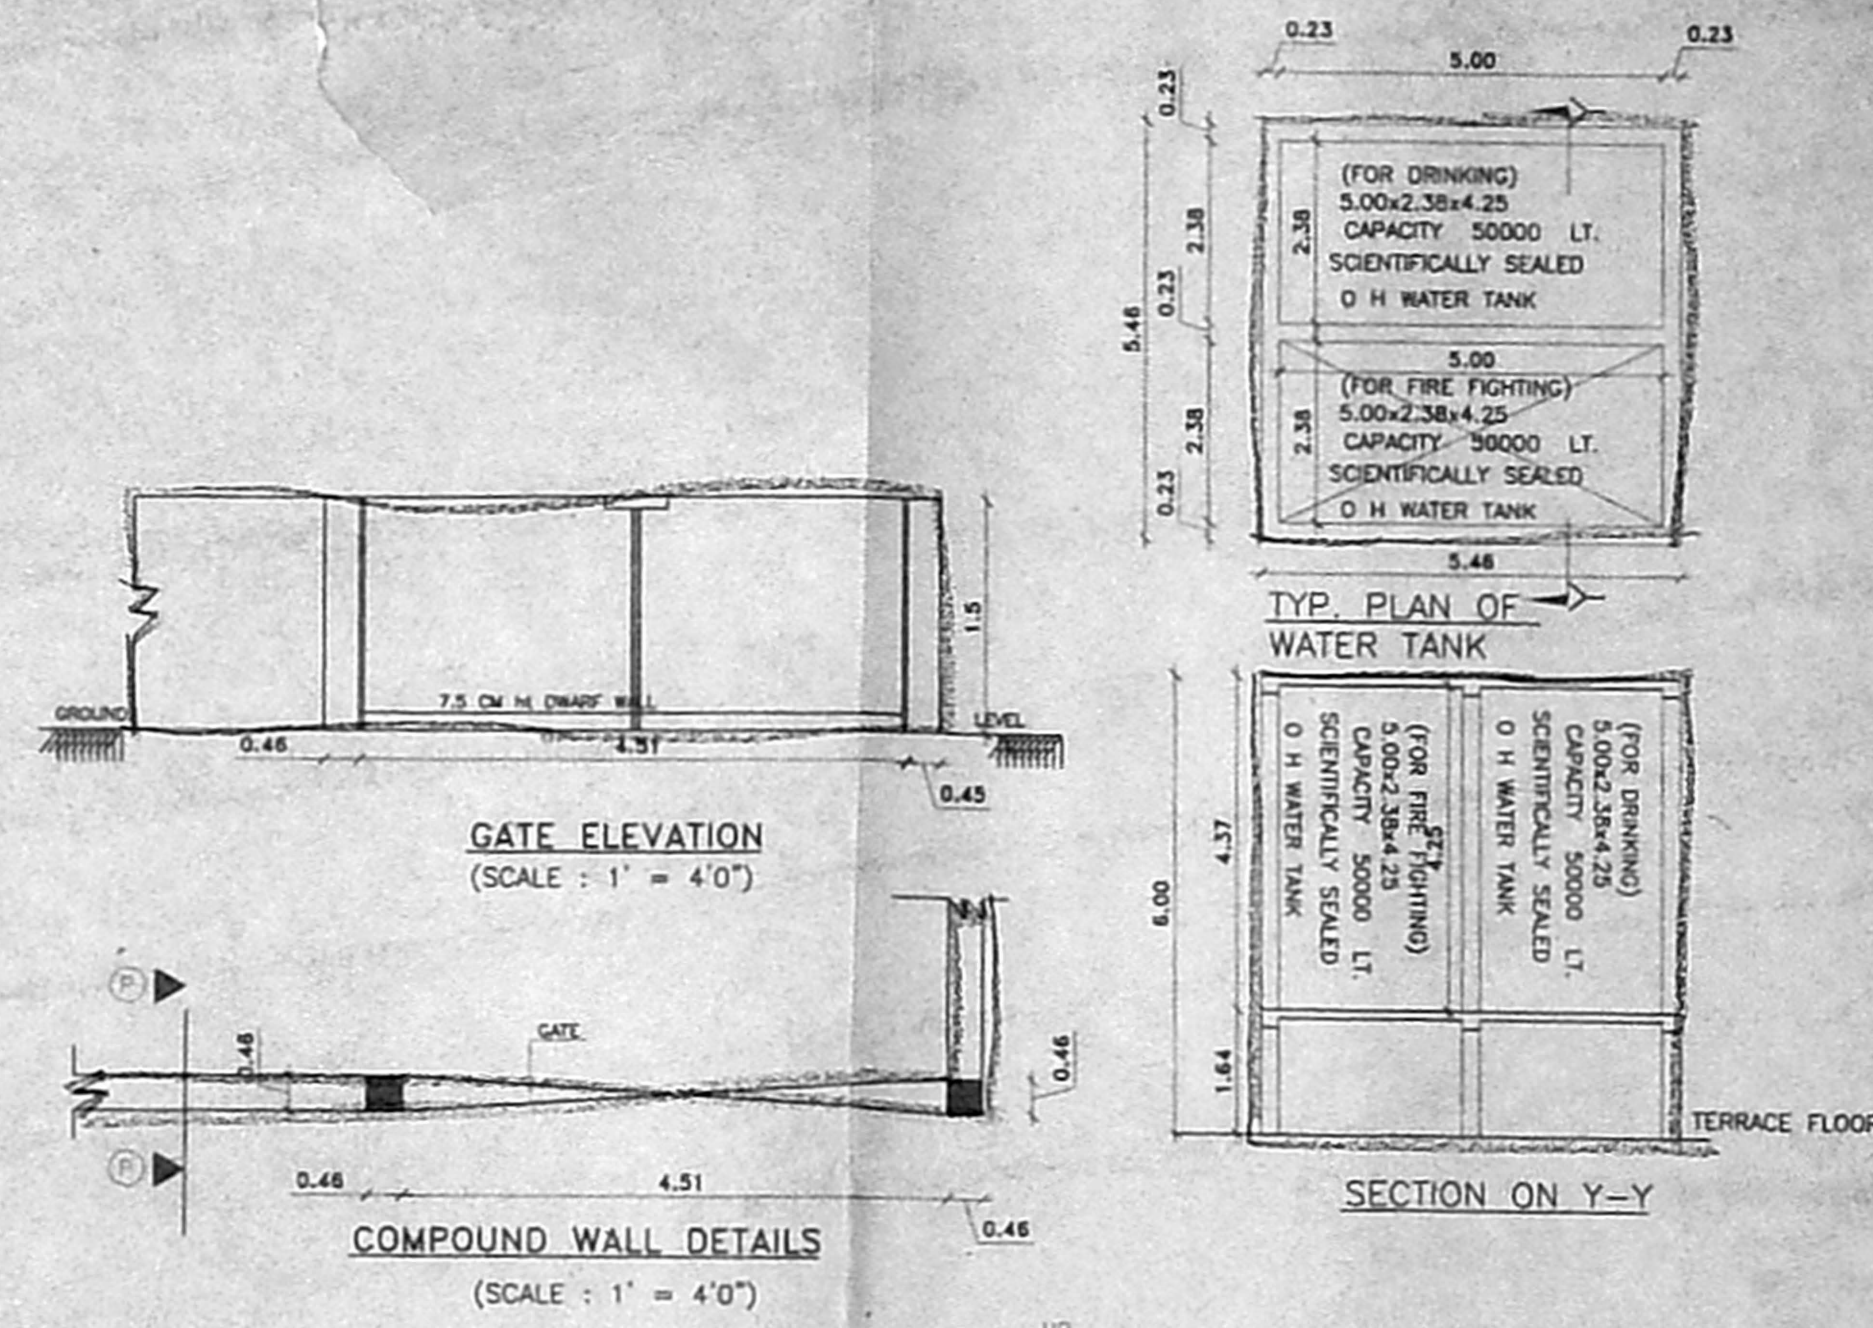 0.23
5.00
0.23
0.23
2.38
0.23
5.46
2.38
0.23
2.38
(FOR DRINKING)
5.00x2.38x4.25
CAPACITY 50000 LT.
SCIENTIFICALLY SEALED
O H WATER TANK
5.00
2.38
(FOR FIRE FIGHTING)
5.00x2.38x4.25
CAPACITY 50000 LT.
SCIENTIFICALLY SEALED
O H WATER TANK
5.46
TYP. PLAN OF
WATER TANK
1.5
7.5 CM ht DWARF WALL
GROUND
LEVEL
0.46
4.51
0.45
GATE ELEVATION
(SCALE : 1' = 4'0")
6.00
4.37
1.64
(FOR FIRE FIGHTING)
5.00x2.38x4.25
CAPACITY 50000 LT.
SCIENTIFICALLY SEALED
O H WATER TANK
4.25
(FOR DRINKING)
5.00x2.38x4.25
CAPACITY 50000 LT.
SCIENTIFICALLY SEALED
O H WATER TANK
TERRACE FLOOR
SECTION ON Y-Y
P
GATE
0.46
0.46
P
0.46
4.51
0.46
COMPOUND WALL DETAILS
(SCALE : 1' = 4'0")